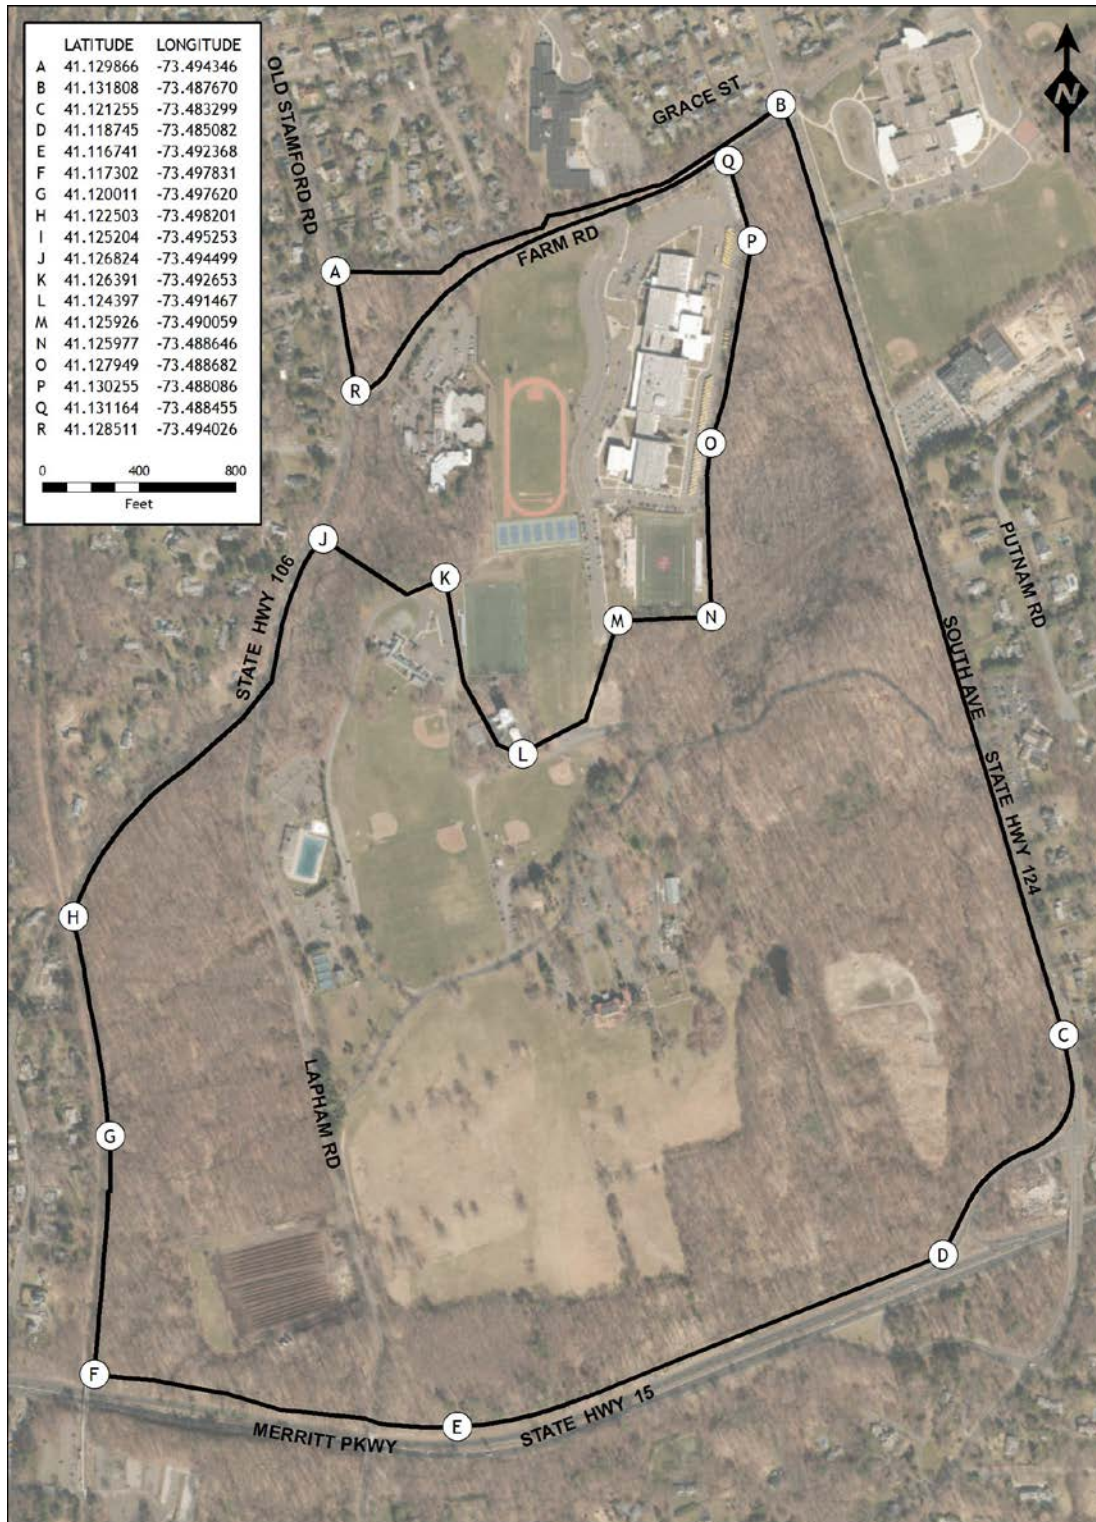 LATITUDE LONGITUDE
A 41.129866 -73.494346
B 41.131808 -73.487670
C 41.121255 -73.483299
D 41.118745 -73.485082
E 41.116741 -73.492368
F 41.117302 -73.497831
G 41.120011 -73.497620
H 41.122503 -73.498201
I 41.125204 -73.495253
J 41.126824 -73.494499
K 41.126391 -73.492653
L 41.124397 -73.491467
M 41.125926 -73.490059
N 41.125977 -73.488646
O 41.127949 -73.488682
P 41.130255 -73.488086
Q 41.131164 -73.488455
R 41.128511 -73.494026
0 400 800
Feet
N
OLD STAMFORD RD
GRACE ST
B
Q
P
FARM RD
A
R
O
J
K
M
N
PUTNAM RD
STATE HWY 106
SOUTH AVE STATE HWY 124
L
H
C
G
LAPHAM RD
D
F
E
MERRITT PKWY STATE HWY 15